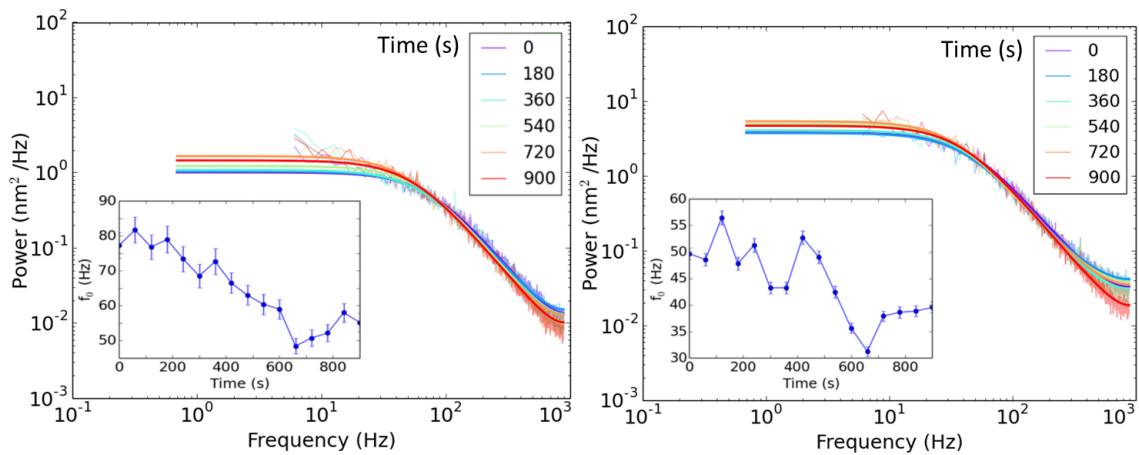 Time (s)
0
180
360
540
720
900
Power (nm² /Hz)
10²
10¹
10⁰
10⁻¹
10⁻²
10⁻³
10⁻¹ 10⁰ 10¹ 10² 10³
Frequency (Hz)
f₀ (Hz)
90
80
70
60
50
0 200 400 600 800
Time (s)
Time (s)
0
180
360
540
720
900
Power (nm² /Hz)
10²
10¹
10⁰
10⁻¹
10⁻²
10⁻³
10⁻¹ 10⁰ 10¹ 10² 10³
Frequency (Hz)
f₀ (Hz)
60
55
50
45
40
35
30
0 200 400 600 800
Time (s)